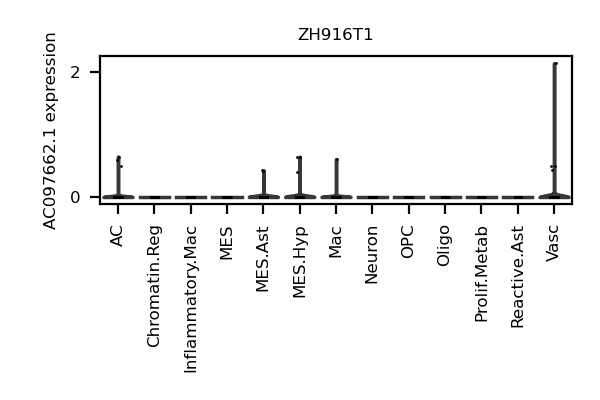 ZH916T1
AC097662.1 expression
2
0
AC
Chromatin.Reg
Inflammatory.Mac
MES
MES.Ast
MES.Hyp
Mac
Neuron
OPC
Oligo
Prolif.Metab
Reactive.Ast
Vasc